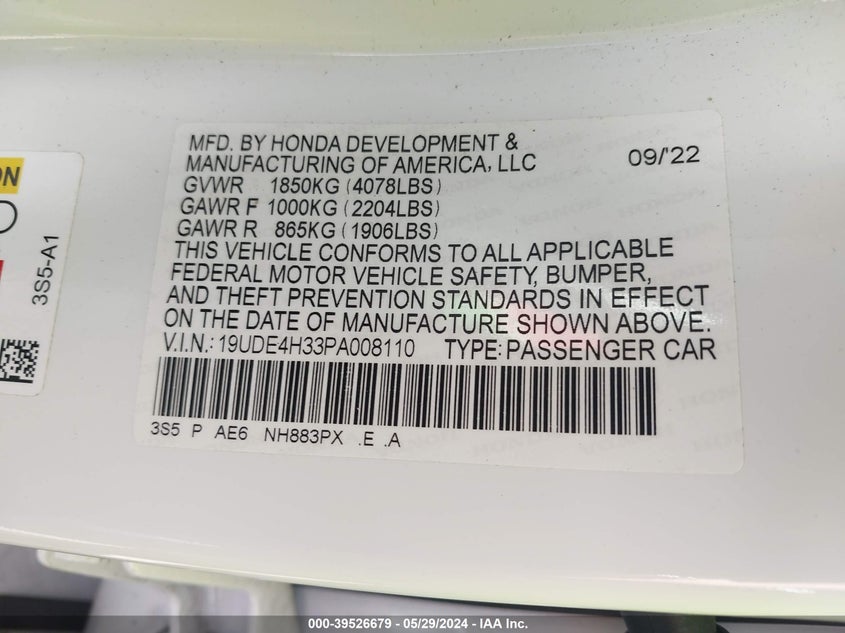 MFD. BY HONDA DEVELOPMENT &
MANUFACTURING OF AMERICA, LLC 09/'22
GVWR 1850KG (4078LBS)
GAWR F 1000KG (2204LBS)
GAWR R 865KG (1906LBS)
THIS VEHICLE CONFORMS TO ALL APPLICABLE
FEDERAL MOTOR VEHICLE SAFETY, BUMPER,
AND THEFT PREVENTION STANDARDS IN EFFECT
ON THE DATE OF MANUFACTURE SHOWN ABOVE.
V.I.N.: 19UDE4H33PA008110 TYPE: PASSENGER CAR
3S5 P AE6 NH883PX .E .A
ON
3S5-A1
000-39526679 - 05/29/2024 - IAA Inc.